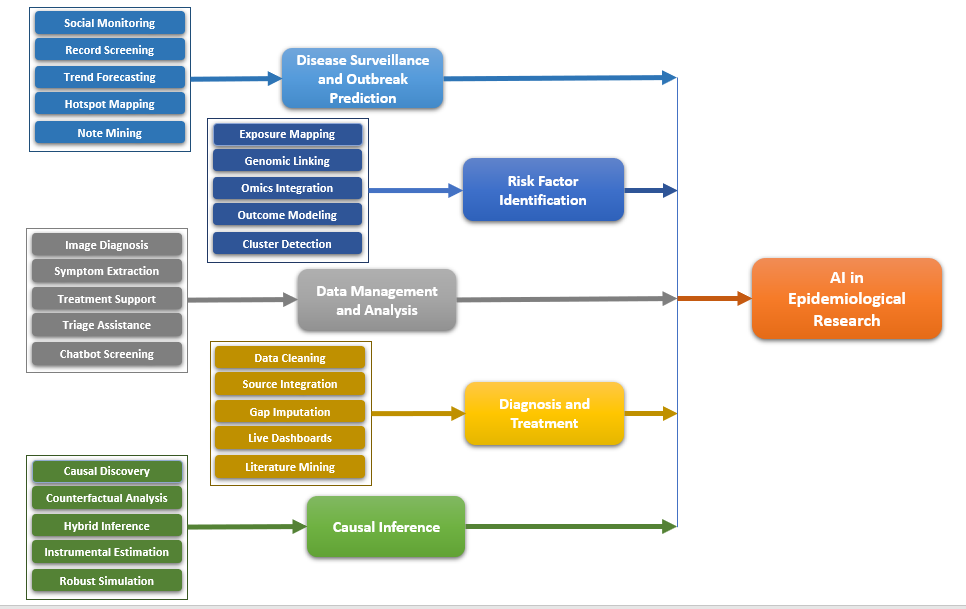 Social Monitoring
Record Screening
Trend Forecasting
Hotspot Mapping
Note Mining
Disease Surveillance
and Outbreak
Prediction
Exposure Mapping
Genomic Linking
Omics Integration
Outcome Modeling
Cluster Detection
Risk Factor
Identification
Image Diagnosis
Symptom Extraction
Treatment Support
Triage Assistance
Chatbot Screening
Data Management
and Analysis
AI in
Epidemiological
Research
Data Cleaning
Source Integration
Gap Imputation
Live Dashboards
Literature Mining
Diagnosis and
Treatment
Causal Discovery
Counterfactual Analysis
Hybrid Inference
Instrumental Estimation
Robust Simulation
Causal Inference